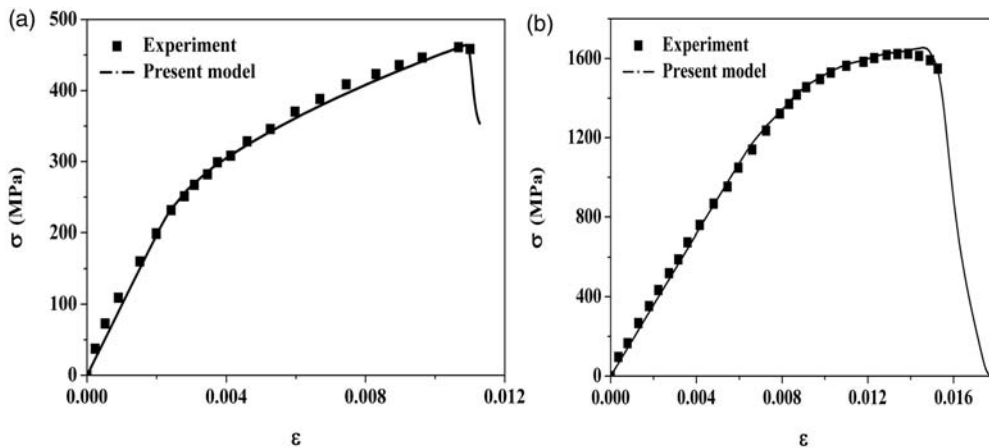 (a)
500
400
300
200
100
0
σ (MPa)
Experiment
Present model
0.000 0.004 0.008 0.012
ε
(b)
1600
1200
800
400
0
σ (MPa)
Experiment
Present model
0.000 0.004 0.008 0.012 0.016
ε